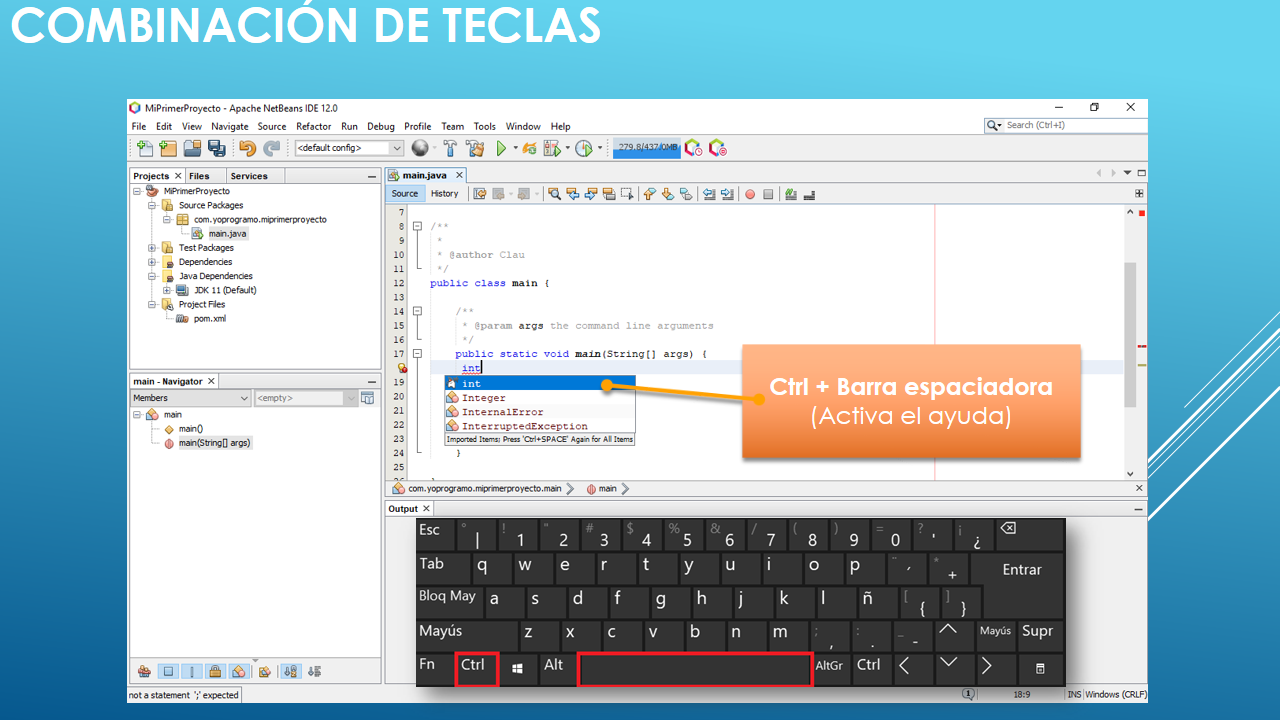 COMBINACIÓN DE TECLAS
MiPrimerProyecto - Apache NetBeans IDE 12.0
File Edit View Navigate Source Refactor Run Debug Profile Team Tools Window Help
Search (Ctrl+I)
<default config>
279.8/437/0MB
Projects Files Services
MiPrimerProyecto
Source Packages
com.yoprogramo.miprimerproyecto
main.java
Test Packages
Dependencies
Java Dependencies
JDK 11 (Default)
Project Files
pom.xml
main - Navigator
Members <empty>
main
main()
main(String[] args)
main.java
Source History
7
8 /**
9 *
10 * @author Clau
11 */
12 public class main {
13
14 /**
15 * @param args the command line arguments
16 */
17 public static void main(String[] args) {
int
19 int
20 Integer
21 InternalError
22 InterruptedException
23 Imported Items; Press 'Ctrl+SPACE' Again for All Items
24 }
25
26
Ctrl + Barra espaciadora
(Activa el ayuda)
com.yoprogramo.miprimerproyecto.main main
Output
Esc ° | ! 1 " 2 # 3 $ 4 % 5 & 6 / 7 ( 8 ) 9 = 0 ? ' ¡ ¿
Tab q w e r t y u i o p ¨ ´ * + Entrar
Bloq May a s d f g h j k l ñ [ { ] }
Mayús z x c v b n m ; , : . _ - Mayús Supr
Fn Ctrl Alt AltGr Ctrl
not a statement ';' expected
1 18:9 INS Windows (CRLF)